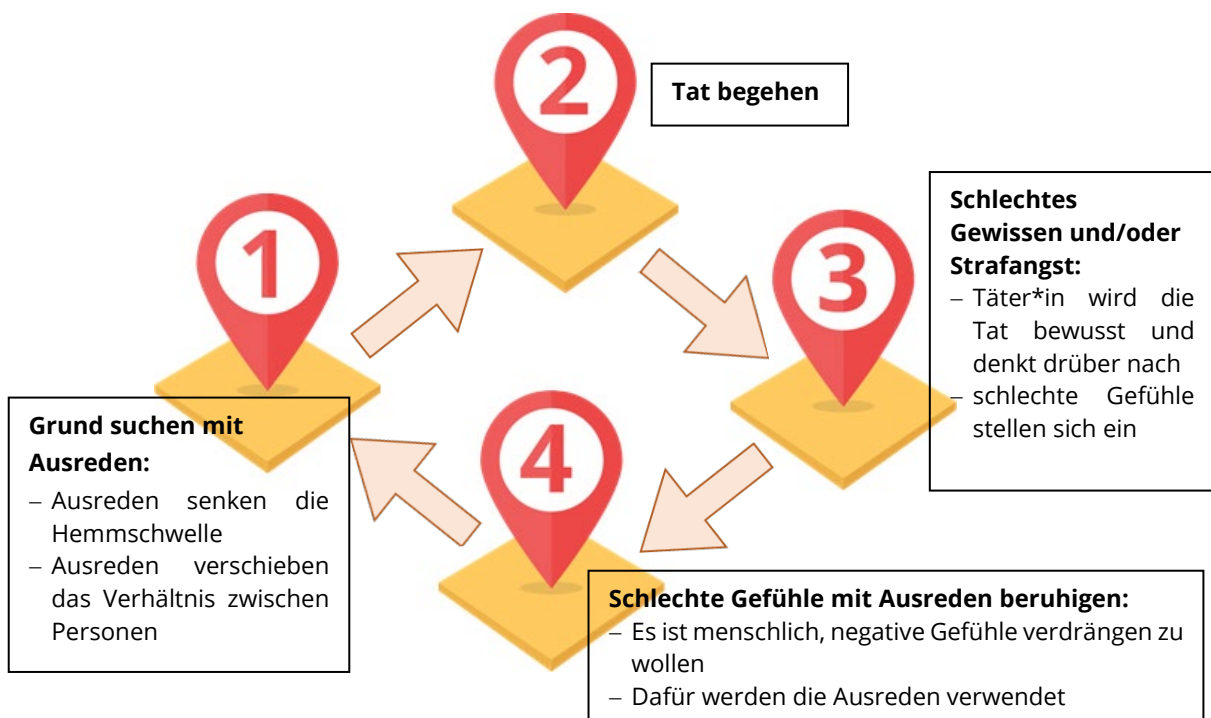 1
Grund suchen mit
Ausreden:
– Ausreden senken die
Hemmschwelle
– Ausreden verschieben
das Verhältnis zwischen
Personen
2
Tat begehen
3
Schlechtes
Gewissen und/oder
Strafangst:
– Täter*in wird die
Tat bewusst und
denkt drüber nach
– schlechte Gefühle
stellen sich ein
4
Schlechte Gefühle mit Ausreden beruhigen:
– Es ist menschlich, negative Gefühle verdrängen zu
wollen
– Dafür werden die Ausreden verwendet